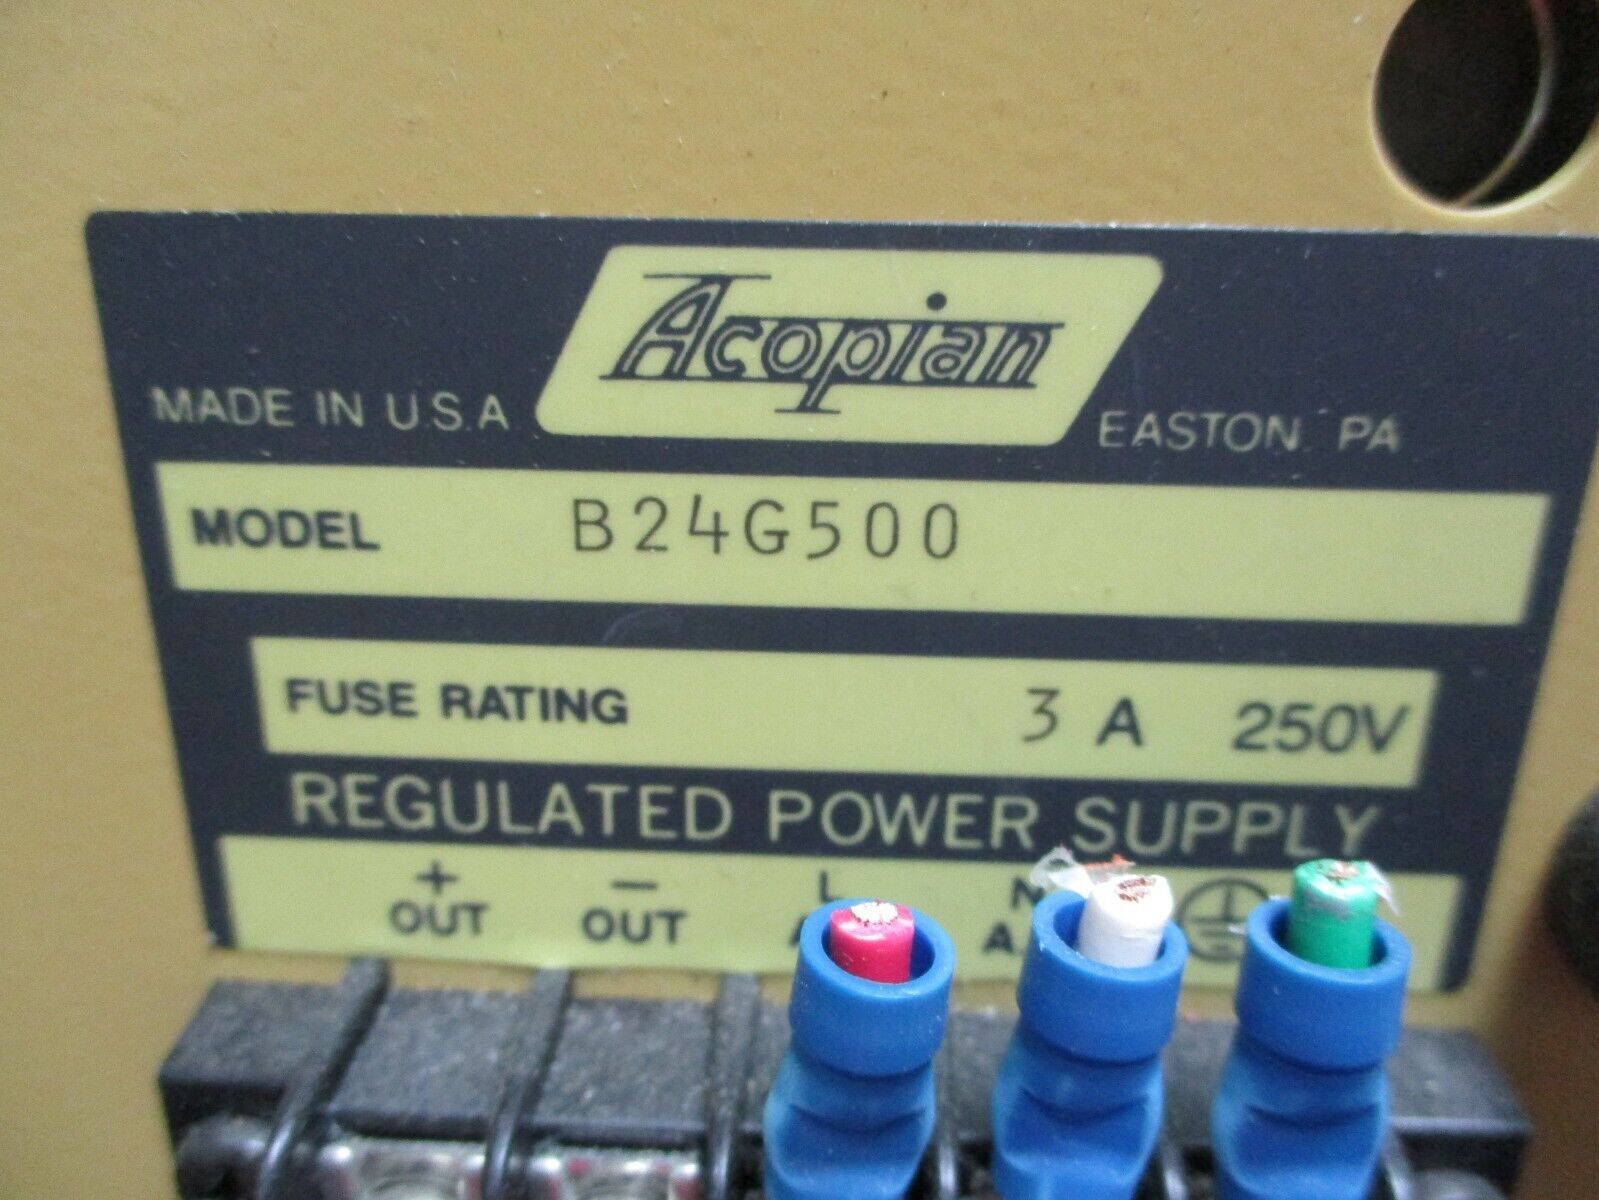 Acopian
MADE IN U.S.A
EASTON, PA
MODEL B24G500
FUSE RATING 3 A 250V
REGULATED POWER SUPPLY
+ − L N
OUT OUT